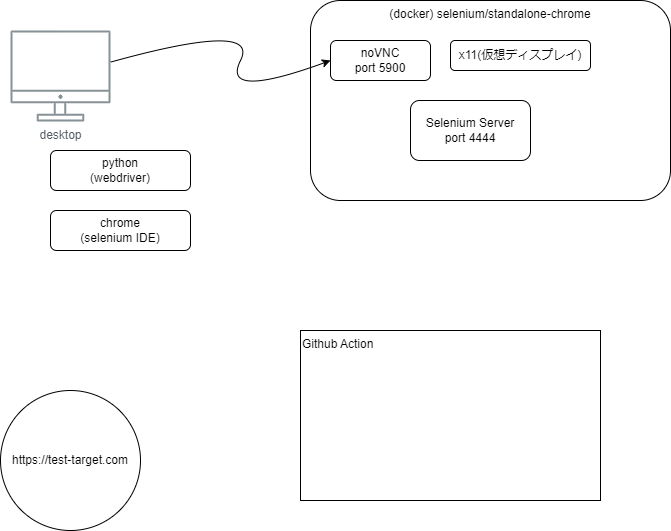 (docker) selenium/standalone-chrome
noVNC
port 5900
x11(仮想ディスプレイ)
Selenium Server
port 4444
desktop
python
(webdriver)
chrome
(selenium IDE)
Github Action
https://test-target.com